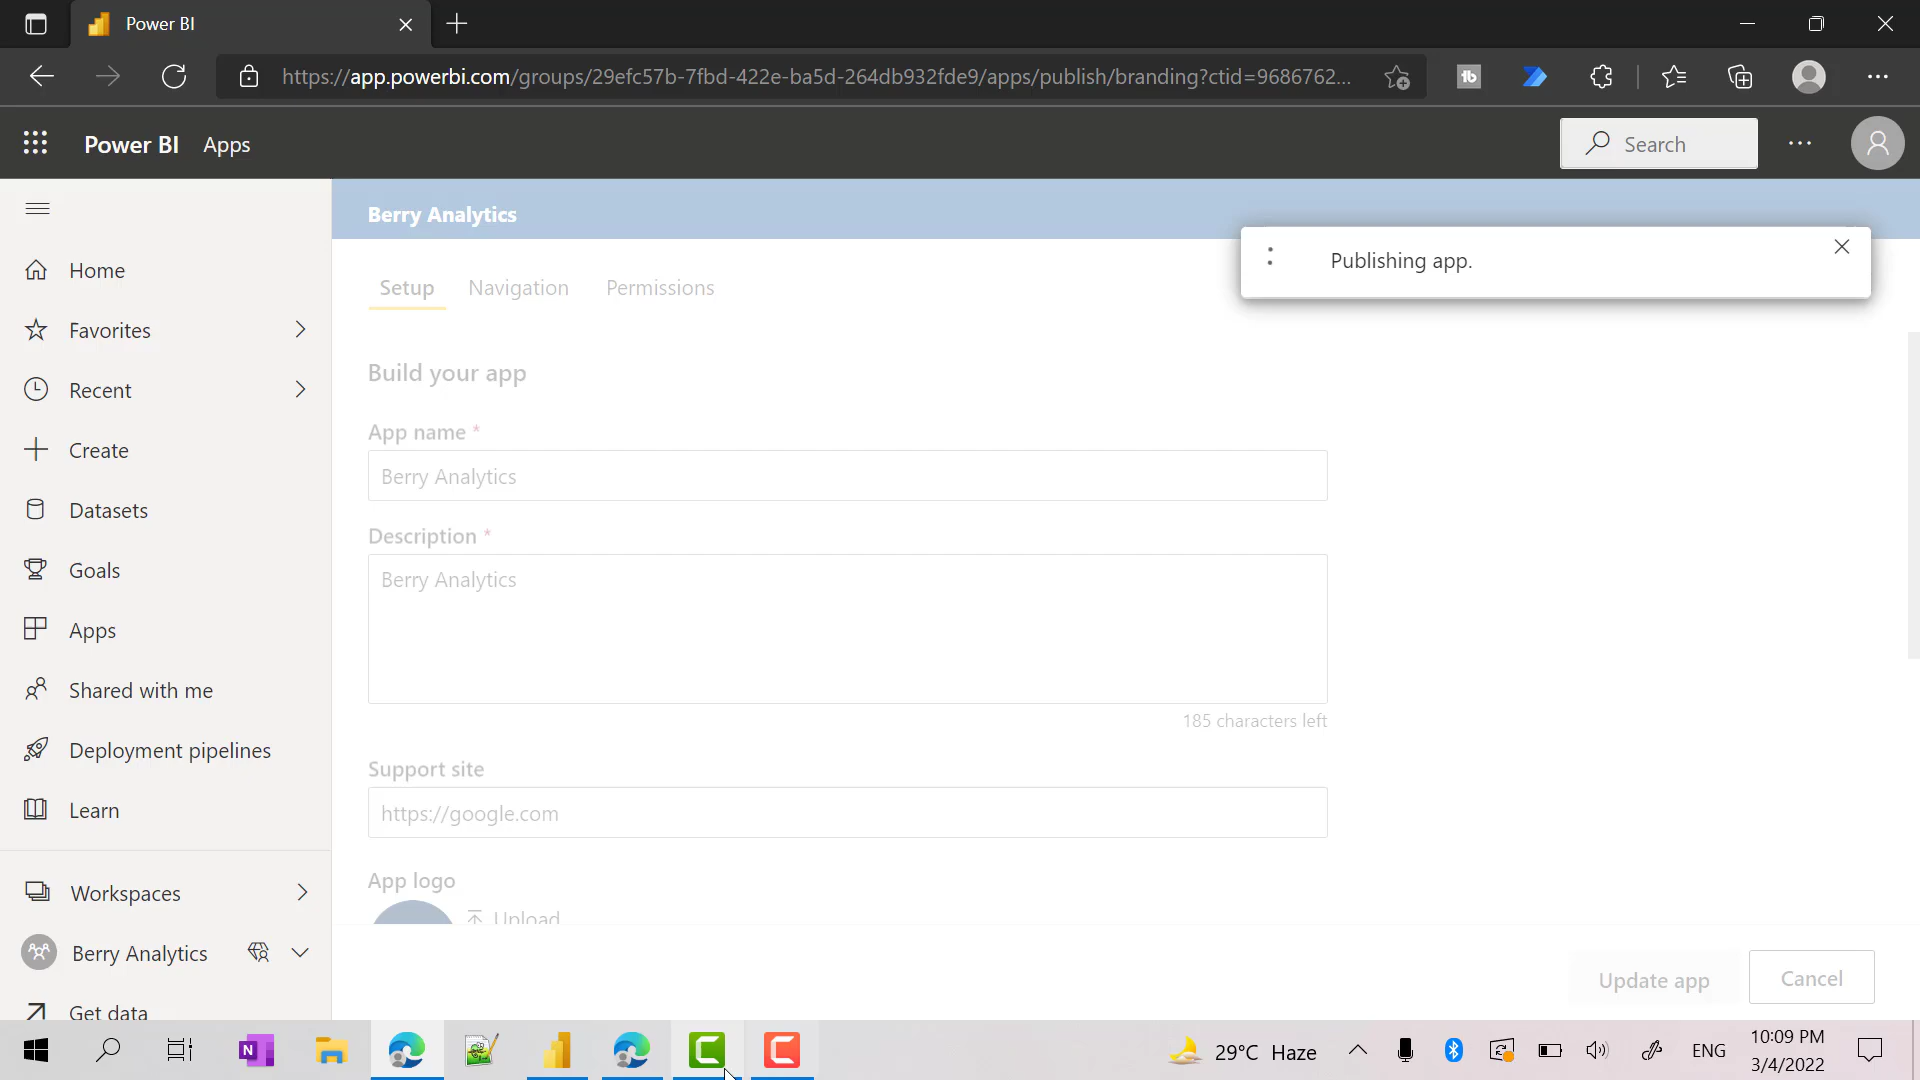 Power BI
https://app.powerbi.com/groups/29efc57b-7fbd-422e-ba5d-264db932fde9/apps/publish/branding?ctid=9686762...
Power BI Apps
Search
Berry Analytics
Publishing app.
Home
Setup Navigation Permissions
Favorites
Build your app
Recent
App name *
Create
Berry Analytics
Datasets
Description *
Goals
Berry Analytics
Apps
Shared with me
185 characters left
Deployment pipelines
Support site
Learn
https://google.com
App logo
Workspaces
Upload
Berry Analytics
Update app Cancel
Get data
29°C Haze
ENG
10:09 PM
3/4/2022